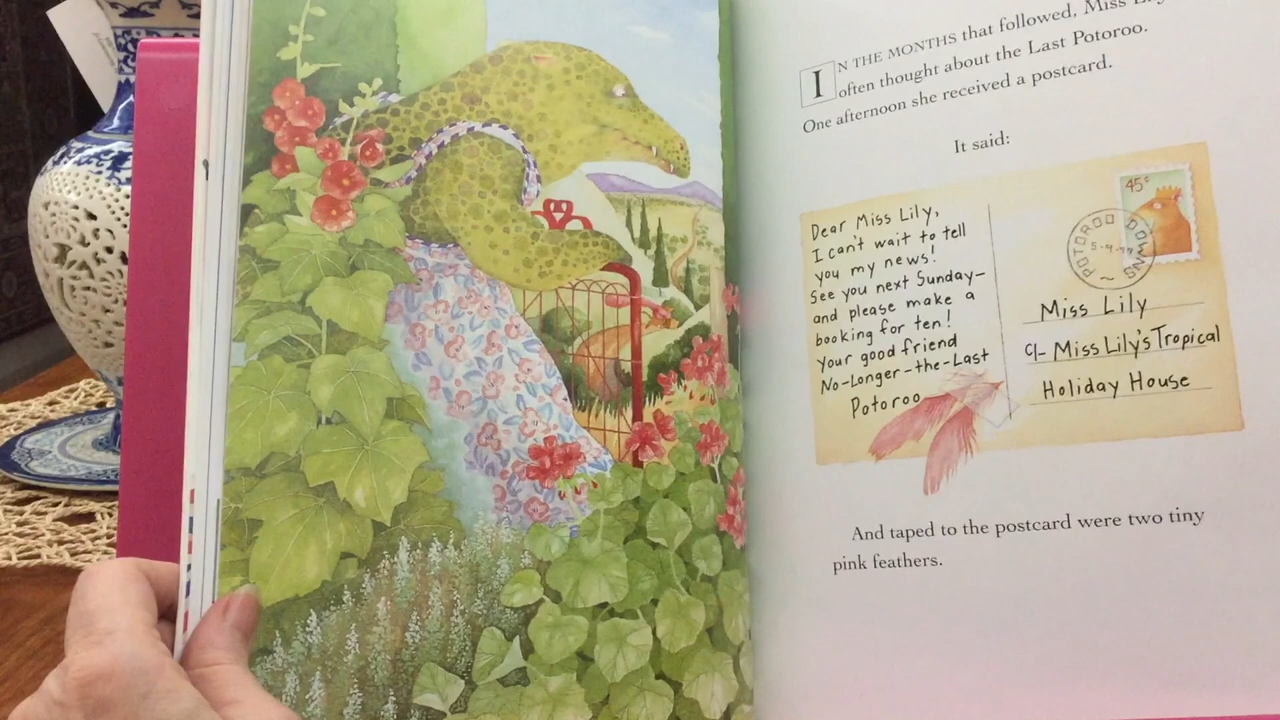 IN THE MONTHS that followed, Miss Lily
often thought about the Last Potoroo.
One afternoon she received a postcard.
It said:
Dear Miss Lily,
I can't wait to tell
you my news!
See you next Sunday—
and please make a
booking for ten!
Your good friend
No-Longer-the-Last
Potoroo
45c
POTOROO DOWNS
Miss Lily
c/- Miss Lily's Tropical
Holiday House
And taped to the postcard were two tiny
pink feathers.